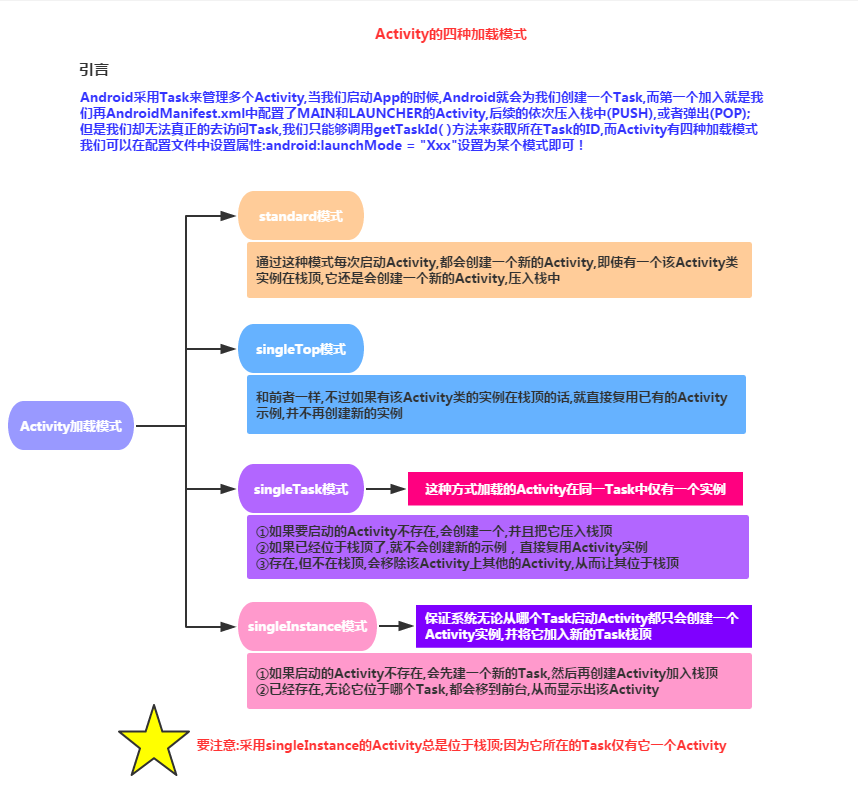 Activity的四种加载模式
引言
Android采用Task来管理多个Activity,当我们启动App的时候,Android就会为我们创建一个Task,而第一个加入就是我
们再AndroidManifest.xml中配置了MAIN和LAUNCHER的Activity,后续的依次压入栈中(PUSH),或者弹出(POP);
但是我们却无法真正的去访问Task,我们只能够调用getTaskId( )方法来获取所在Task的ID,而Activity有四种加载模式
我们可以在配置文件中设置属性:android:launchMode = "Xxx"设置为某个模式即可！
standard模式
通过这种模式每次启动Activity,都会创建一个新的Activity,即使有一个该Activity类
实例在栈顶,它还是会创建一个新的Activity,压入栈中
singleTop模式
和前者一样,不过如果有该Activity类的实例在栈顶的话,就直接复用已有的Activity
示例,并不再创建新的实例
Activity加载模式
singleTask模式
这种方式加载的Activity在同一Task中仅有一个实例
①如果要启动的Activity不存在,会创建一个,并且把它压入栈顶
②如果已经位于栈顶了,就不会创建新的示例，直接复用Activity实例
③存在,但不在栈顶,会移除该Activity上其他的Activity,从而让其位于栈顶
singleInstance模式
保证系统无论从哪个Task启动Activity都只会创建一个
Activity实例,并将它加入新的Task栈顶
①如果启动的Activity不存在,会先建一个新的Task,然后再创建Activity加入栈顶
②已经存在,无论它位于哪个Task,都会移到前台,从而显示出该Activity
要注意:采用singleInstance的Activity总是位于栈顶;因为它所在的Task仅有它一个Activity